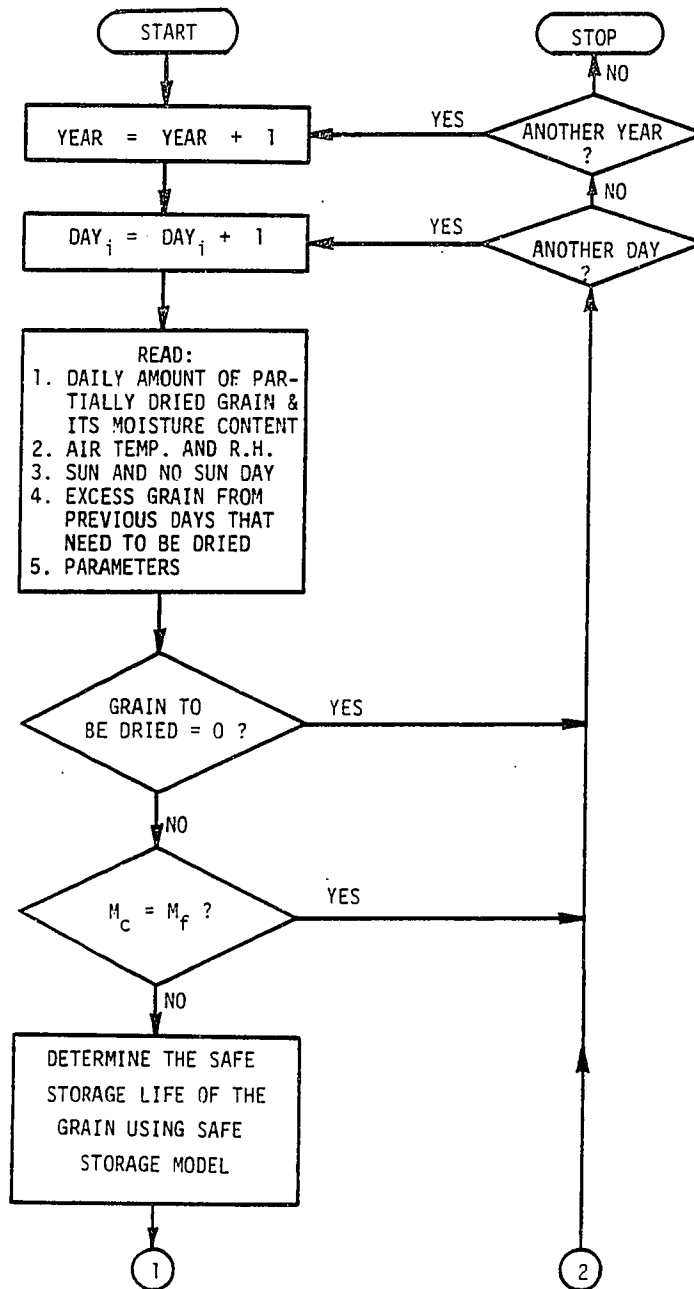 START
STOP
NO
YEAR = YEAR + 1
YES
ANOTHER YEAR
?
NO
DAY_i = DAY_i + 1
YES
ANOTHER DAY
?
READ:
1. DAILY AMOUNT OF PAR-
TIALLY DRIED GRAIN &
ITS MOISTURE CONTENT
2. AIR TEMP. AND R.H.
3. SUN AND NO SUN DAY
4. EXCESS GRAIN FROM
PREVIOUS DAYS THAT
NEED TO BE DRIED
5. PARAMETERS
GRAIN TO
BE DRIED = 0 ?
YES
NO
M_c = M_f ?
YES
NO
DETERMINE THE SAFE
STORAGE LIFE OF THE
GRAIN USING SAFE
STORAGE MODEL
1
2